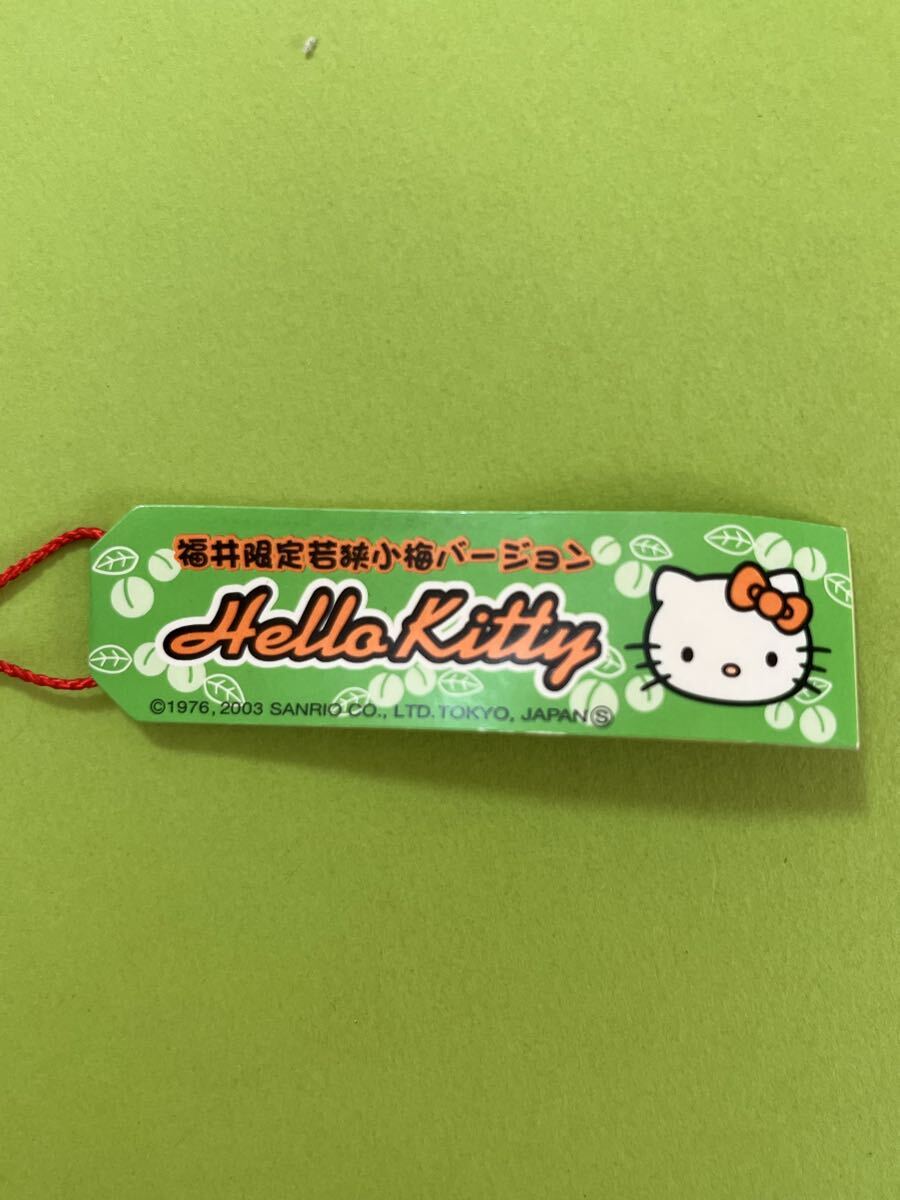 福井限定若狭小梅バージョン
Hello Kitty
©1976, 2003 SANRIO CO., LTD. TOKYO, JAPAN Ⓢ